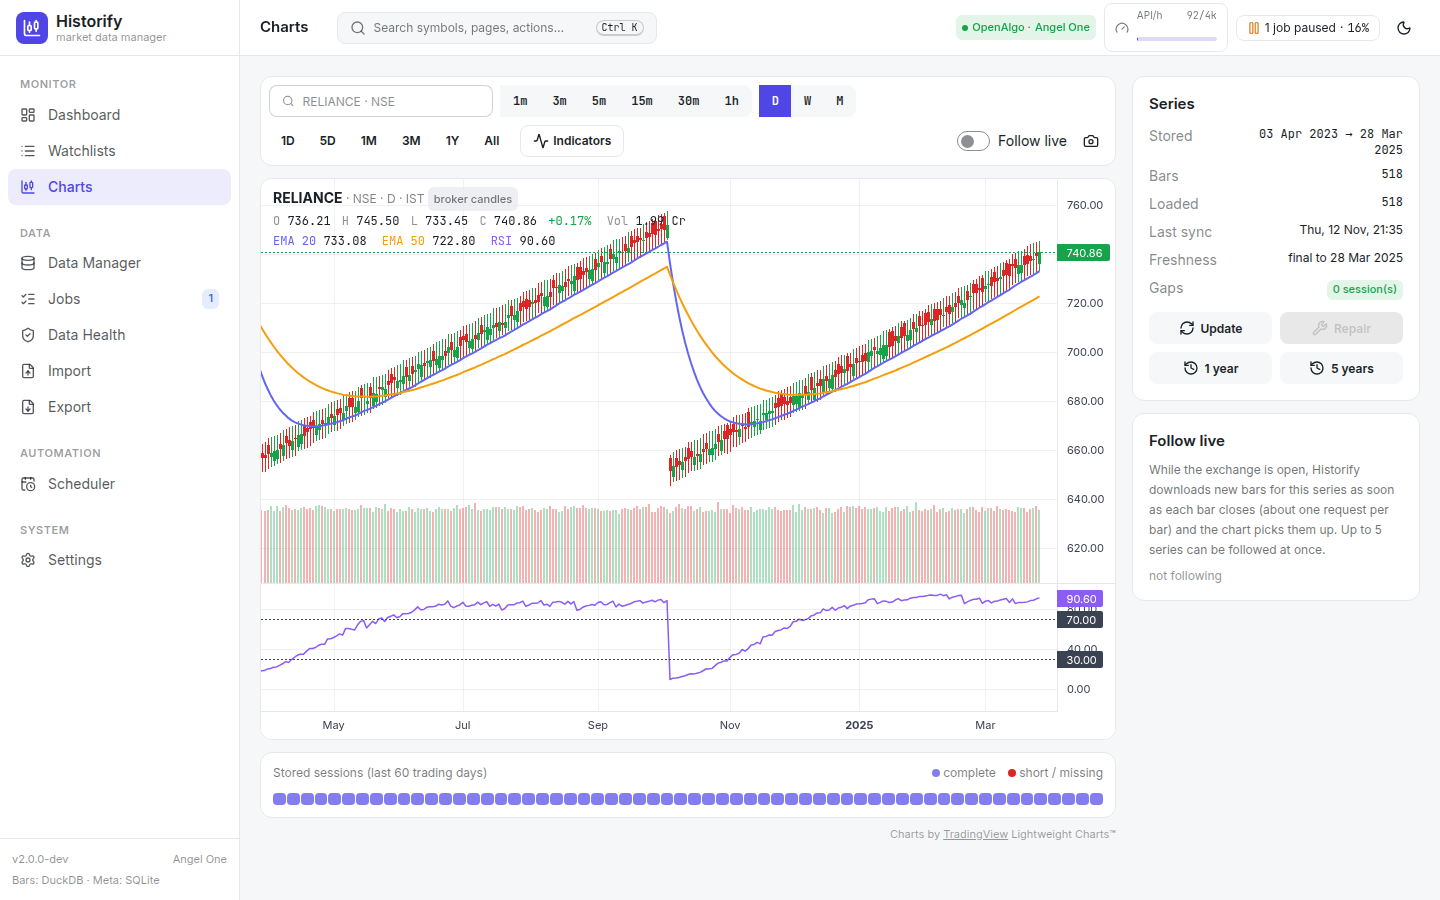 Historify
market data manager
Charts
Search symbols, pages, actions...
Ctrl K
OpenAlgo · Angel One
API/h 92/4k
1 job paused · 16%
MONITOR
Dashboard
Watchlists
Charts
DATA
Data Manager
Jobs 1
Data Health
Import
Export
AUTOMATION
Scheduler
SYSTEM
Settings
v2.0.0-dev Angel One
Bars: DuckDB · Meta: SQLite
RELIANCE · NSE
1m 3m 5m 15m 30m 1h D W M
1D 5D 1M 3M 1Y All Indicators Follow live
RELIANCE · NSE · D · IST broker candles
O 736.21 H 745.50 L 733.45 C 740.86 +0.17% Vol Cr
EMA 20 733.08 EMA 50 722.80 RSI 90.60
760.00
740.86
720.00
700.00
680.00
660.00
640.00
620.00
90.60
70.00
40.00
30.00
0.00
May Jul Sep Nov 2025 Mar
Stored sessions (last 60 trading days) complete short / missing
Charts by TradingView Lightweight Charts™
Series
Stored 03 Apr 2023 → 28 Mar
2025
Bars 518
Loaded 518
Last sync Thu, 12 Nov, 21:35
Freshness final to 28 Mar 2025
Gaps 0 session(s)
Update Repair
1 year 5 years
Follow live
While the exchange is open, Historify
downloads new bars for this series as soon
as each bar closes (about one request per
bar) and the chart picks them up. Up to 5
series can be followed at once.
not following